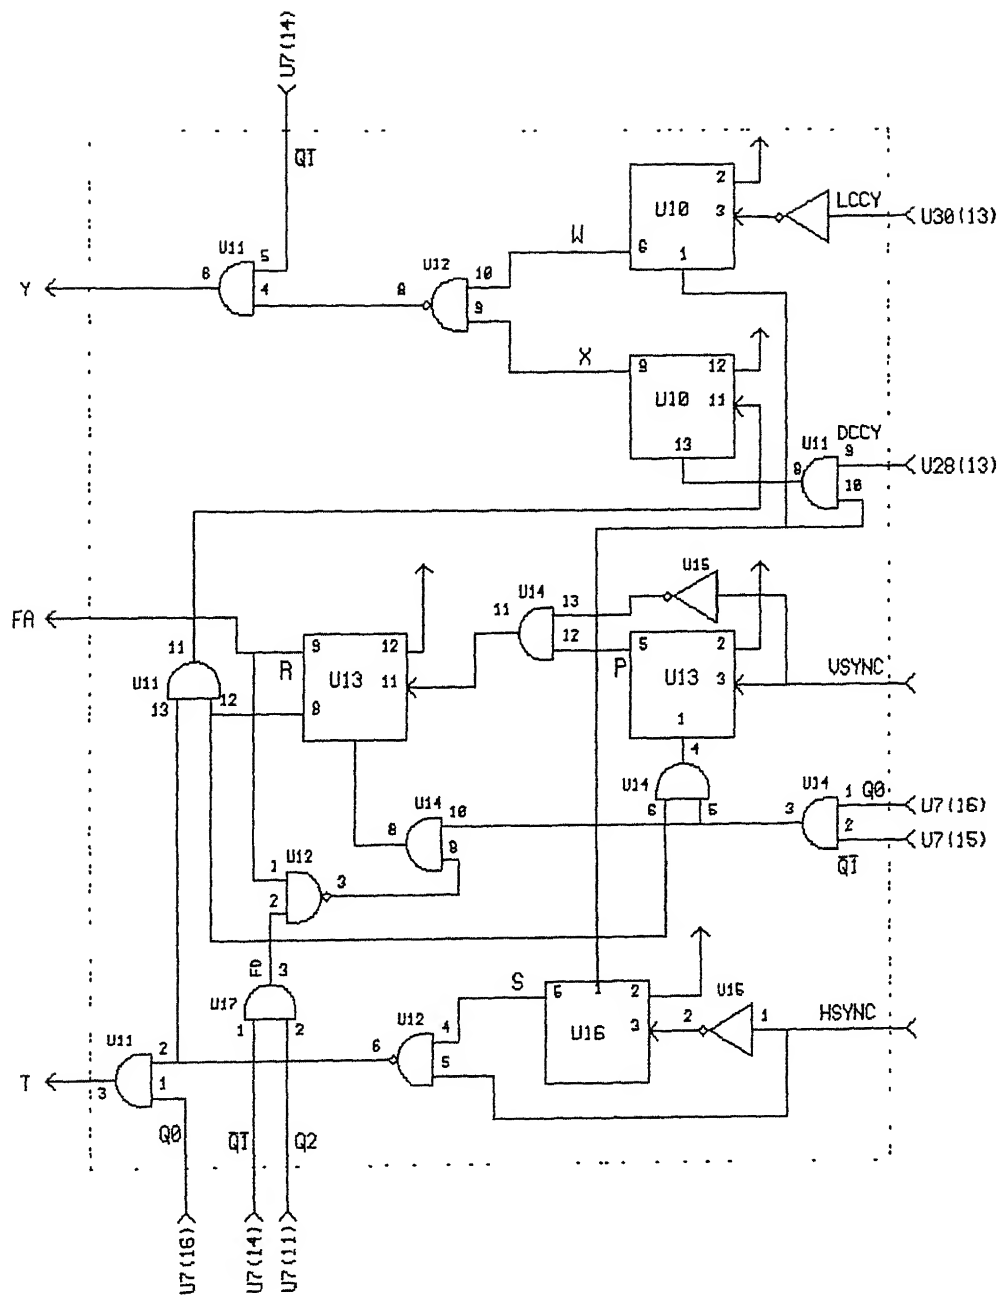 U7(14)
Q̅I̅
2
U10
3
LCCY
U30(13)
W
6
1
U11
5
6
4
Y
U12
8
10
9
X
9
12
U10
11
13
DCCY
U11
9
8
10
U28(13)
U15
U14
11
13
12
FA
9
12
R
U13
11
8
5
2
P
U13
3
1
VSYNC
11
U11
13
12
4
U14
6
5
U14
1
Q0
3
2
U7(16)
U7(15)
Q̅I̅
U14
8
10
9
1
U12
3
2
FD
3
U17
1
2
S
6
1
2
U16
3
U16
2
1
HSYNC
U12
4
6
5
U11
2
3
1
T
Q0
Q̅I̅
Q2
U7(16)
U7(14)
U7(11)